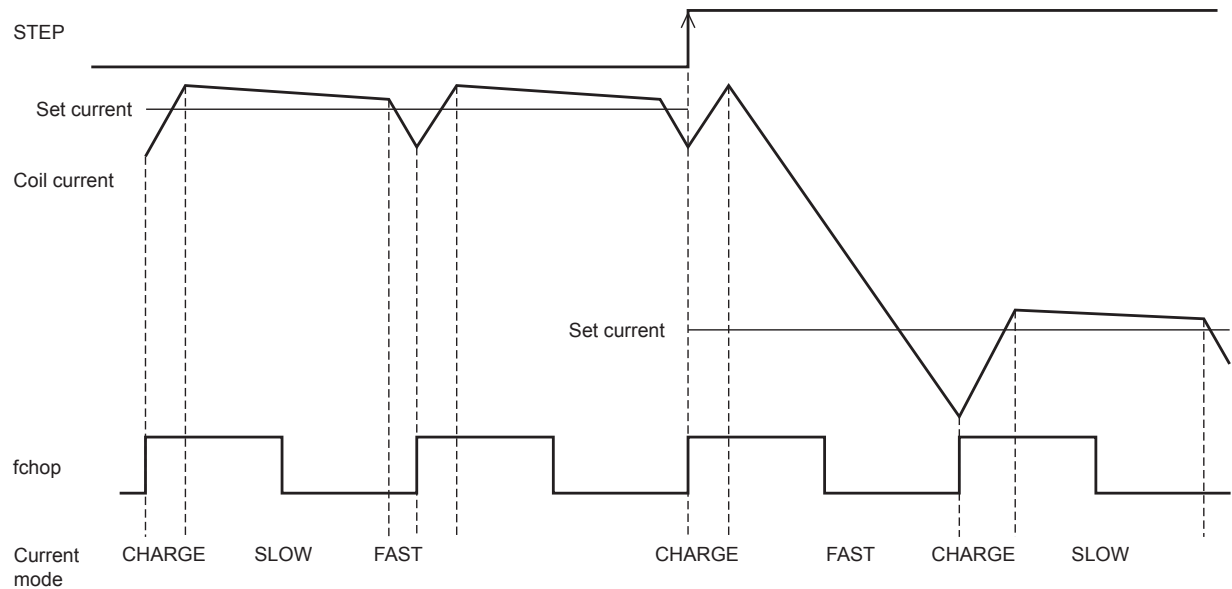 STEP
Set current
Coil current
Set current
fchop
Current
mode
CHARGE SLOW FAST CHARGE FAST CHARGE SLOW